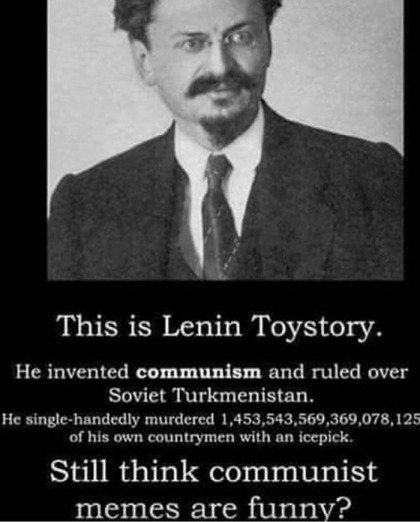 This is Lenin Toystory.
He invented communism and ruled over
Soviet Turkmenistan.
He single-handedly murdered 1,453,543,569,369,078,125
of his own countrymen with an icepick.
Still think communist
memes are funny?